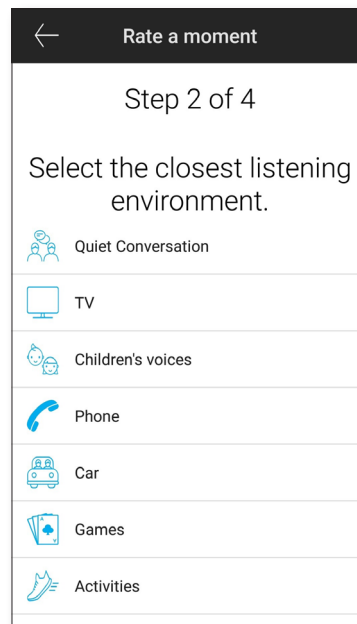 Rate a moment
Step 2 of 4
Select the closest listening
environment.
Quiet Conversation
TV
Children's voices
Phone
Car
Games
Activities